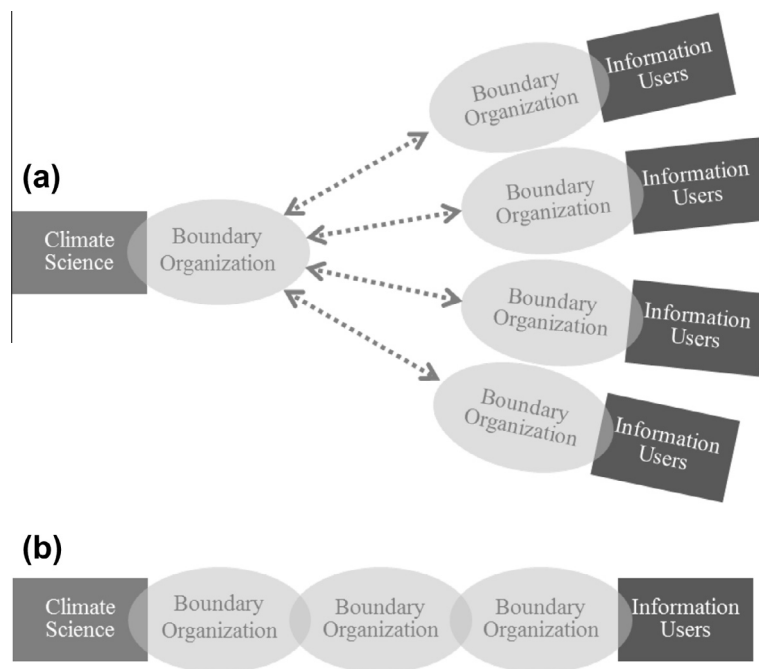 (a)
Climate
Science
Boundary
Organization
Boundary
Organization
Information
Users
Boundary
Organization
Information
Users
Boundary
Organization
Information
Users
Boundary
Organization
Information
Users
(b)
Climate
Science
Boundary
Organization
Boundary
Organization
Boundary
Organization
Information
Users